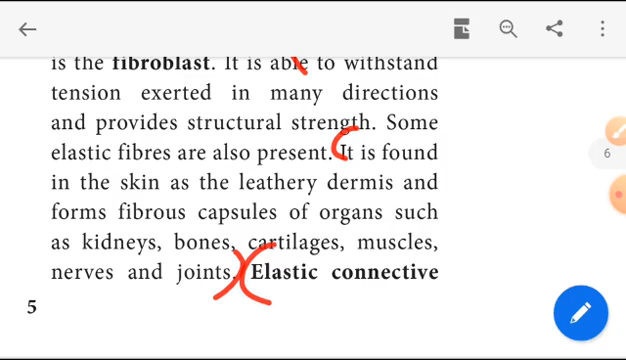 is the fibroblast. It is able to withstand
tension exerted in many directions
and provides structural strength. Some
elastic fibres are also present. It is found
6
in the skin as the leathery dermis and
forms fibrous capsules of organs such
as kidneys, bones, cartilages, muscles,
nerves and joints. Elastic connective
5